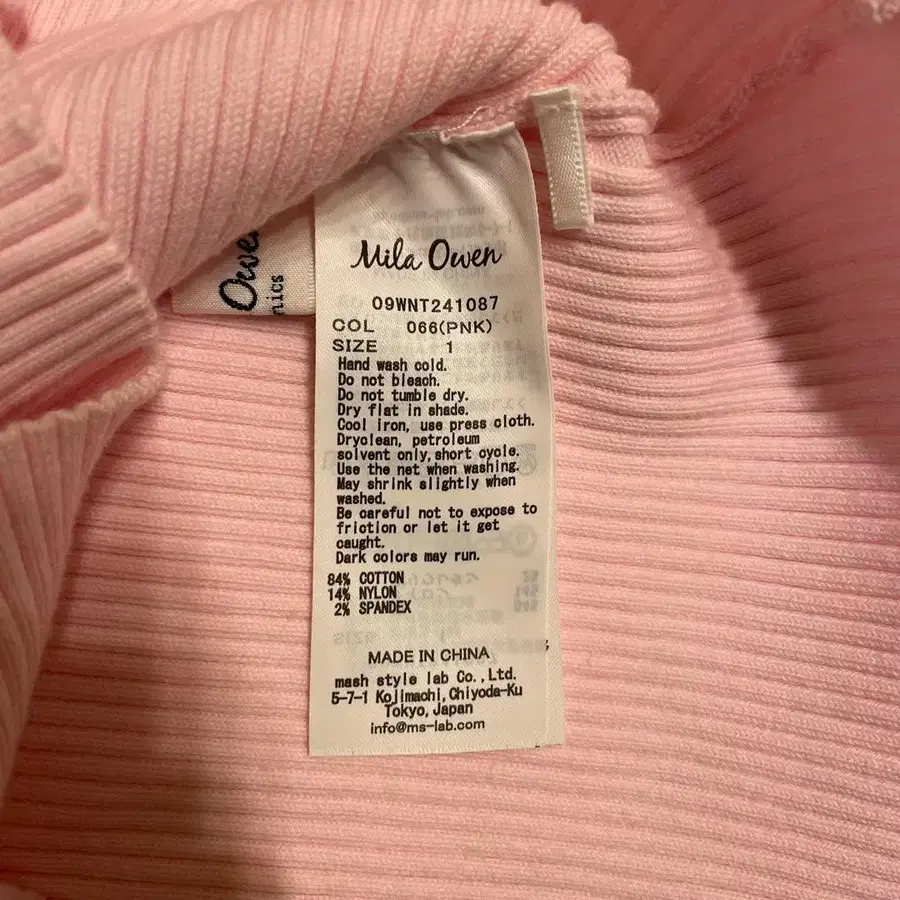 Mila Owen
09WNT241087
COL 066(PNK)
SIZE 1
Hand wash cold.
Do not bleach.
Do not tumble dry.
Dry flat in shade.
Cool iron, use press cloth.
Dryclean, petroleum
solvent only,short cycle.
Use the net when washing.
May shrink slightly when
washed.
Be careful not to expose to
friction or let it get
caught.
Dark colors may run.
84% COTTON
14% NYLON
2% SPANDEX
MADE IN CHINA
mash style lab Co.,Ltd.
5-7-1 Kojimachi,Chiyoda-Ku
Tokyo,Japan
info@ms-lab.com
Owe
nics